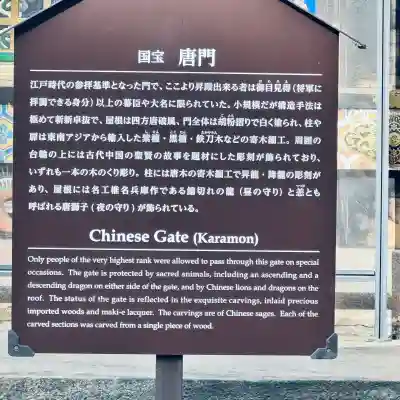 国宝 唐門
江戸時代の参拝基準となった門で、ここより昇殿出来る者は御目見得（将軍に
拝謁できる身分）以上の幕臣や大名に限られていた。小規模だが構造手法は
極めて斬新卓抜で、屋根は四方唐破風、門全体は胡粉摺りで白く塗られ、柱や
扉は東南アジアから輸入した紫檀・黒檀・鉄刀木などの寄木細工。周囲の
台輪の上には古代中国の聖賢の故事を題材にした彫刻が飾られており、
いずれも一本の木のくり彫り。柱には唐木の寄木細工で昇龍・降龍の彫刻が
あり、屋根には名工椎名兵庫作である鰭切れの龍（昼の守り）と恙とも
呼ばれる唐獅子（夜の守り）が飾られている。
Chinese Gate (Karamon)
Only people of the very highest rank were allowed to pass through this gate on special
occasions. The gate is protected by sacred animals, including an ascending and a
descending dragon on either side of the gate, and by Chinese lions and dragons on the
roof. The status of the gate is reflected in the exquisite carvings, inlaid precious
imported woods and maki-e lacquer. The carvings are of Chinese sages. Each of the
carved sections was carved from a single piece of wood.